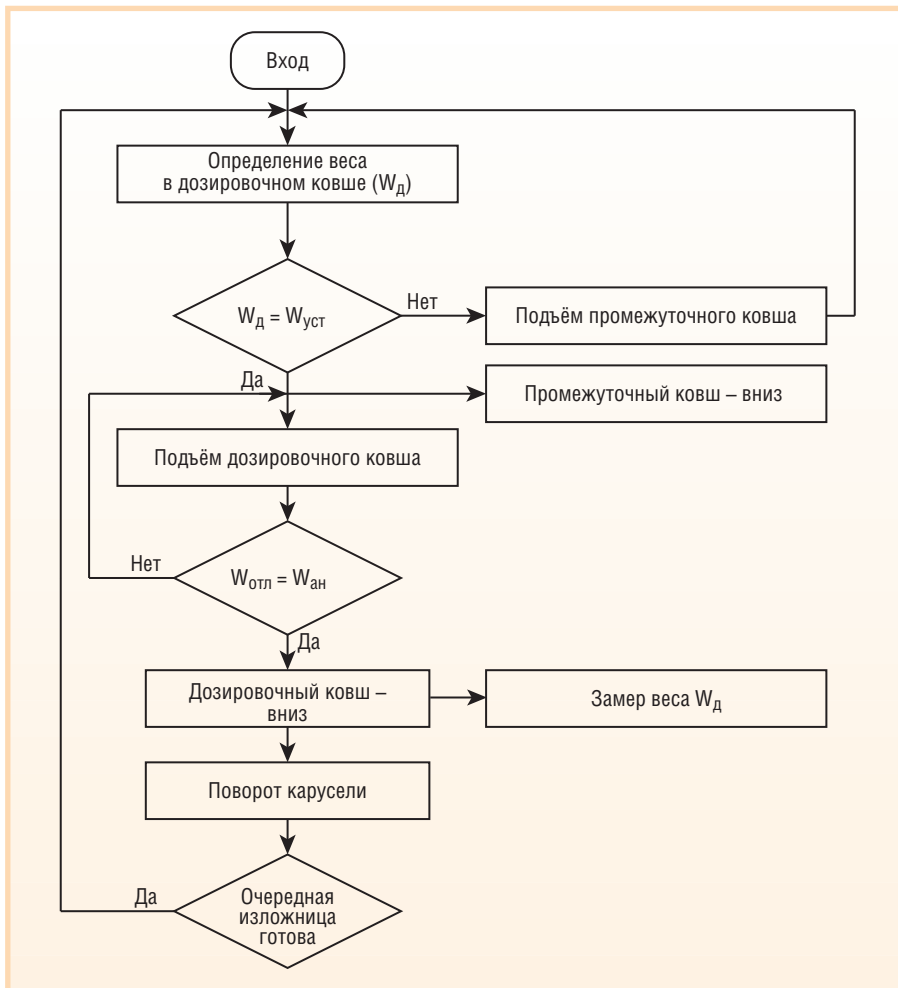 Вход
Определение веса
в дозировочном ковше (Wд)
Wд = Wуст
Нет
Подъём промежуточного ковша
Да
Промежуточный ковш – вниз
Подъём дозировочного ковша
Нет
Wотл = Wан
Да
Дозировочный ковш –
вниз
Замер веса Wд
Поворот карусели
Да
Очередная
изложница
готова